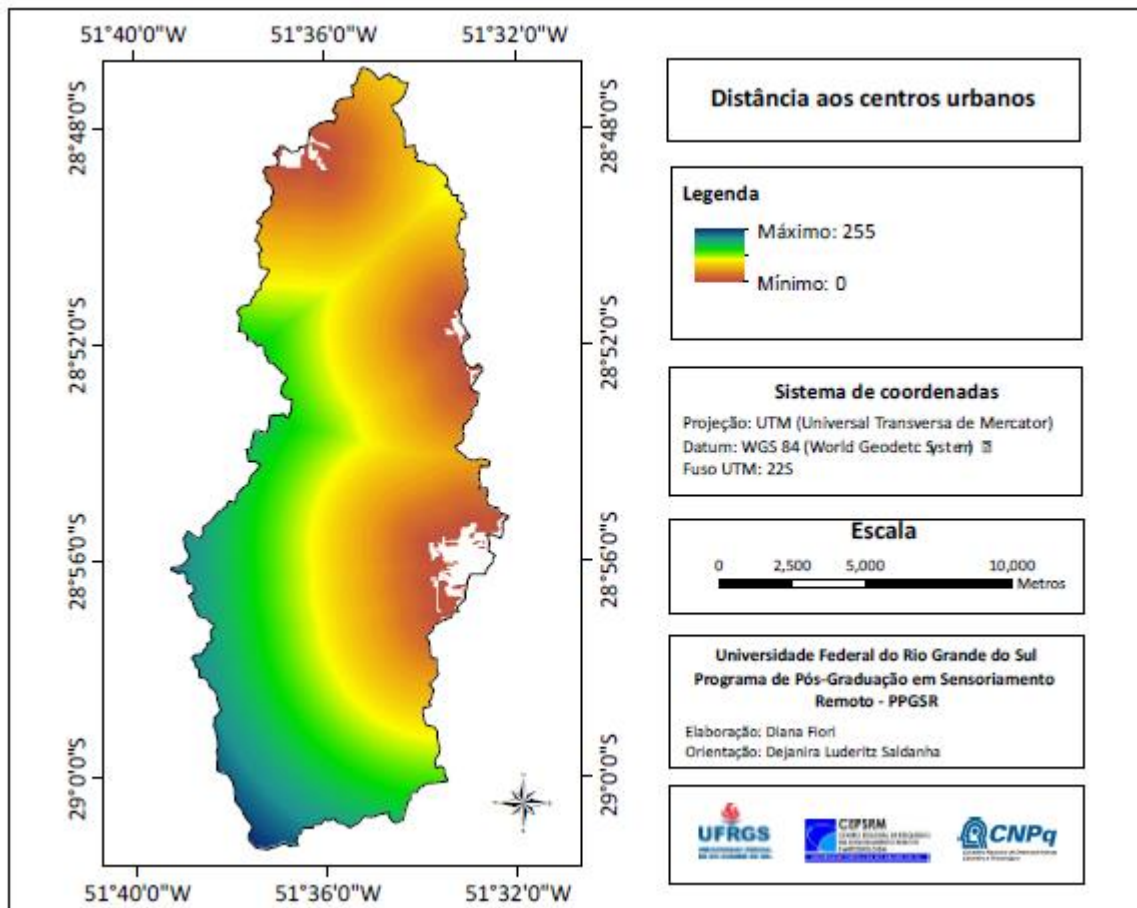 51°40'0"W 51°36'0"W 51°32'0"W
28°48'0"S
28°52'0"S
28°56'0"S
29°0'0"S
28°48'0"S
28°52'0"S
28°56'0"S
29°0'0"S
51°40'0"W 51°36'0"W 51°32'0"W
Distância aos centros urbanos
Legenda
Máximo: 255
Mínimo: 0
Sistema de coordenadas
Projeção: UTM (Universal Transversa de Mercator)
Datum: WGS 84 (World Geodetc System)
Fuso UTM: 22S
Escala
0 2,500 5,000 10,000
Metros
Universidade Federal do Rio Grande do Sul
Programa de Pós-Graduação em Sensoriamento
Remoto - PPGSR
Elaboração: Diana Fiori
Orientação: Dejanira Luderitz Saldanha
UFRGS
CEPSRM
CNPq